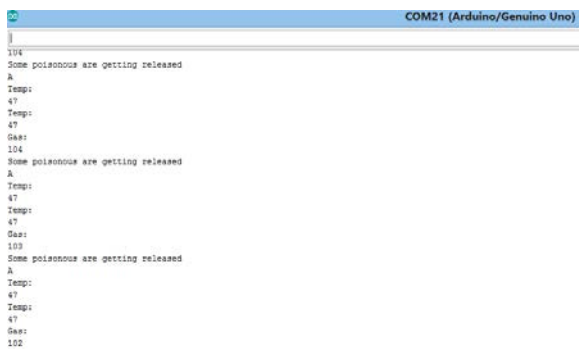 COM21 (Arduino/Genuino Uno)
104
Some poisonous are getting released
A
Temp:
47
Temp:
47
Gas:
104
Some poisonous are getting released
A
Temp:
47
Temp:
47
Gas:
103
Some poisonous are getting released
A
Temp:
47
Temp:
47
Gas:
102